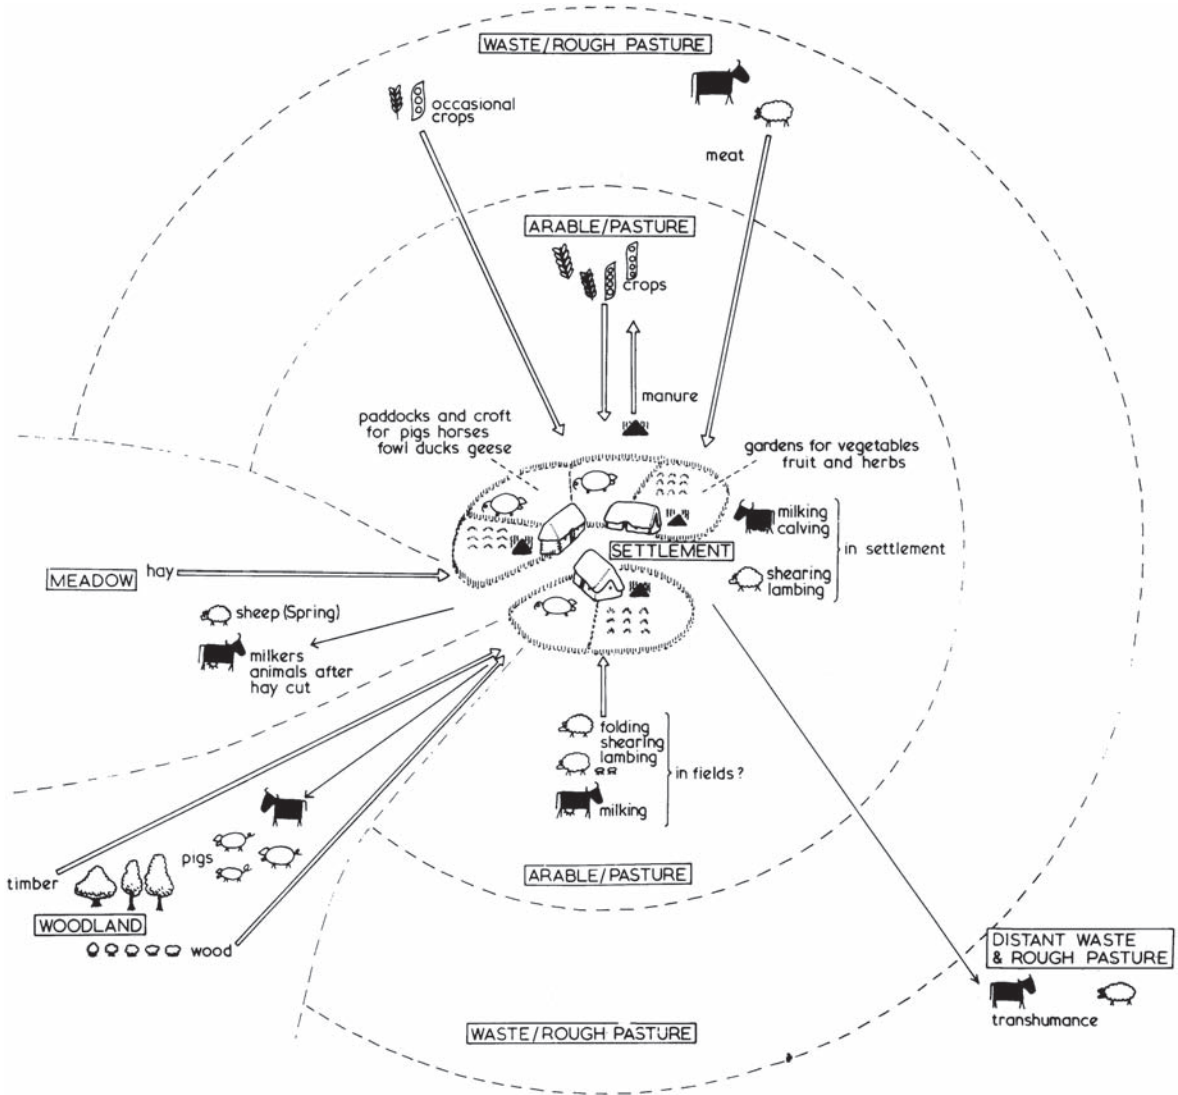 WASTE/ROUGH PASTURE
occasional
crops
meat
ARABLE/PASTURE
crops
manure
paddocks and croft
for pigs horses
fowl ducks geese
gardens for vegetables
fruit and herbs
milking
calving
in settlement
shearing
lambing
SETTLEMENT
MEADOW
hay
sheep (Spring)
milkers
animals after
hay cut
folding
shearing
lambing
in fields?
milking
pigs
timber
WOODLAND
wood
ARABLE/PASTURE
DISTANT WASTE
& ROUGH PASTURE
transhumance
WASTE/ROUGH PASTURE